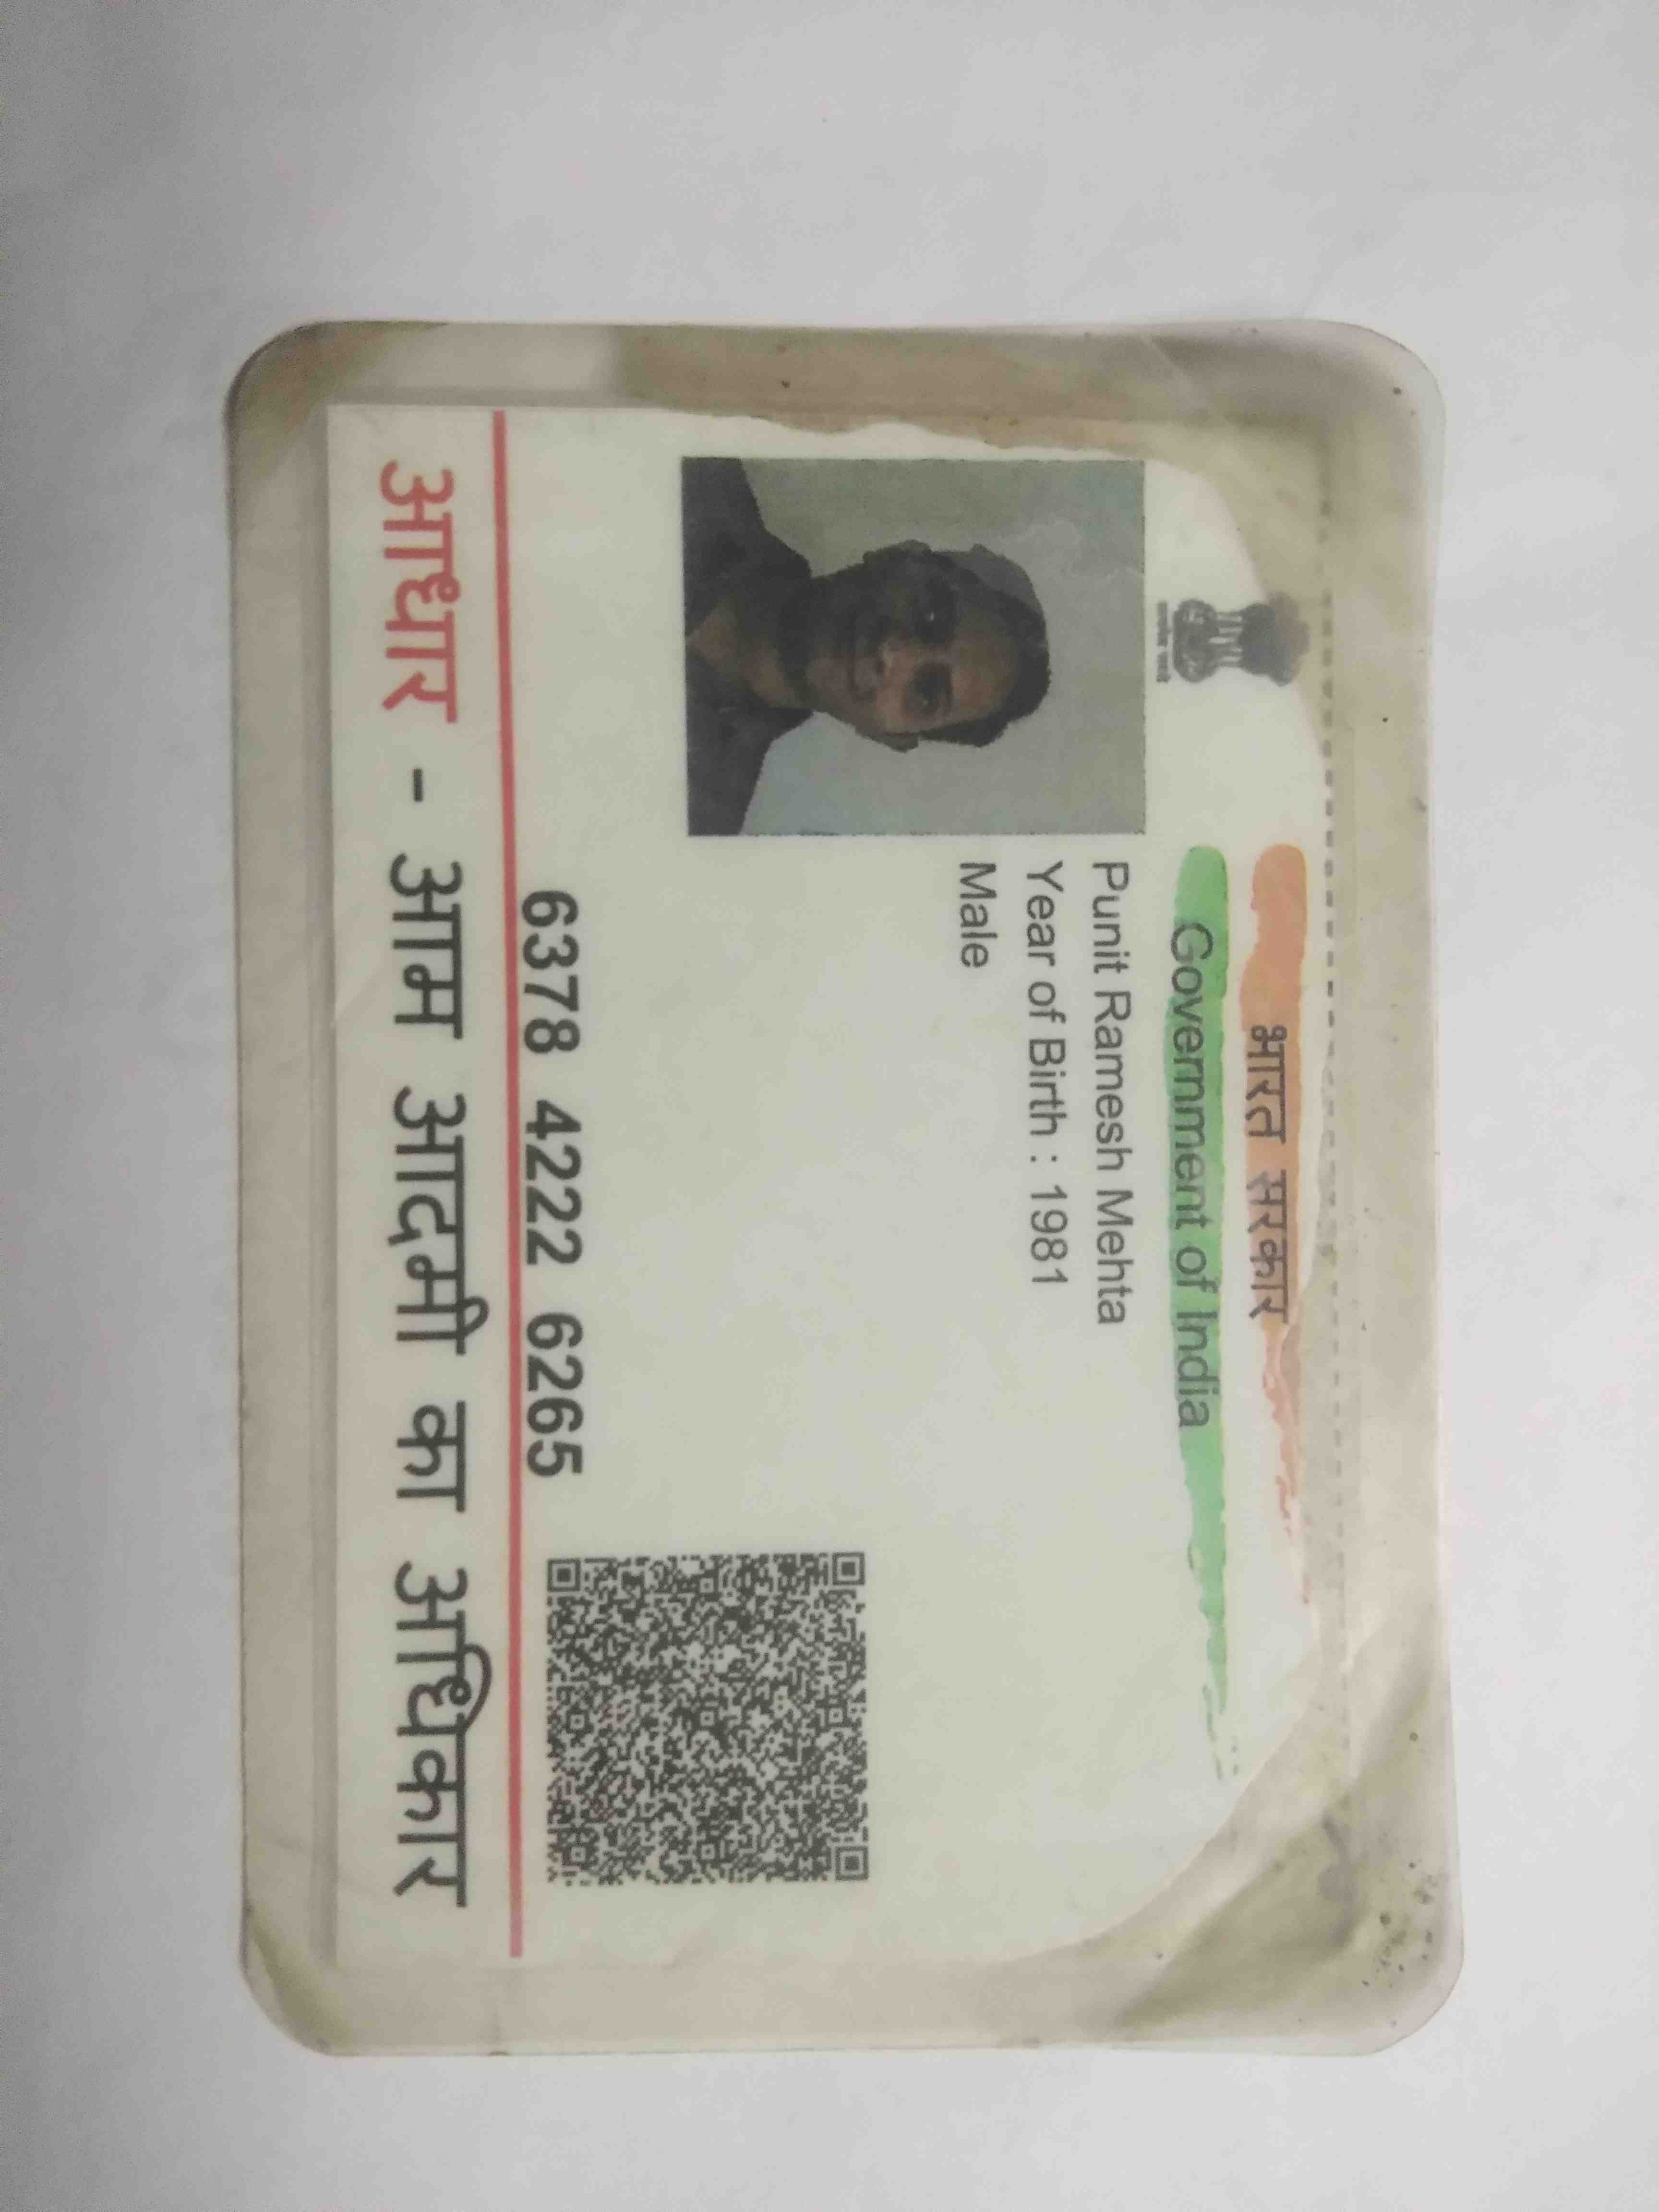 भारत सरकार
Government of India
Punit Ramesh Mehta
Year of Birth : 1981
Male
6378 4222 6265
आधार - आम आदमी का अधिकार